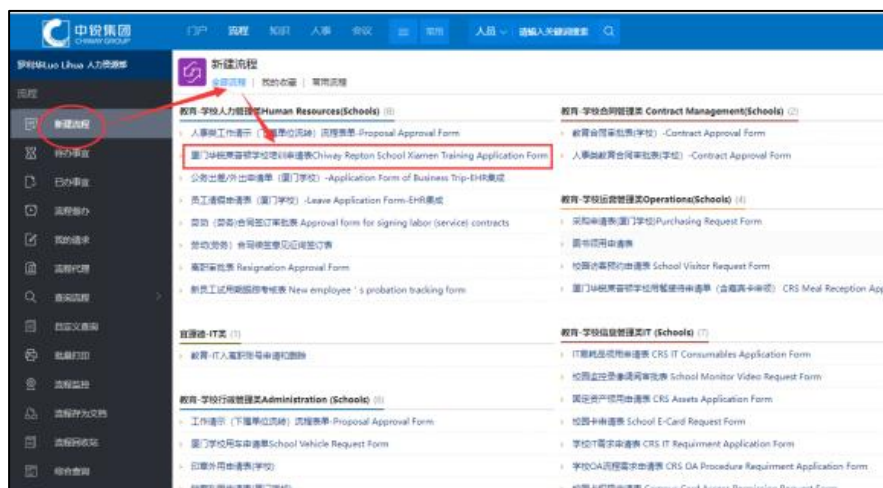 中锐集团
CHIWAY GROUP
门户 流程 知识 人事 会议 常用 人员 请输入关键词搜索
Luo Lihua 人力资源部
流程
新建流程
待办事宜
已办事宜
流程督办
我的请求
流程代理
查询流程
自定义查询
批量打印
流程监控
流程存为文档
流程回收站
综合查询
新建流程
全部流程 | 我的收藏 | 常用流程
教育-学校人力管理类Human Resources(Schools) (8)
人事类工作请示（下属单位流转）流程表单-Proposal Approval Form
厦门华锐莱普顿学校培训申请表Chiway Repton School Xiamen Training Application Form
公务出差/外出申请单（厦门学校）-Application Form of Business Trip-EHR集成
员工请假申请表（厦门学校）-Leave Application Form-EHR集成
劳动（劳务)合同签订审批表 Approval form for signing labor (service) contracts
劳动(劳务）合同续签意见征询签订表
离职审批表 Resignation Approval Form
新员工试用期跟踪考核表 New employee＇s probation tracking form
-IT类 (1)
教育-IT入离职账号申请和删除
教育-学校行政管理类Administration (Schools) (8)
工作请示（下属单位流转）流程表单-Proposal Approval Form
厦门学校用车申请单School Vehicle Request Form
印章外用申请表(学校)
教育-学校合同管理类 Contract Management(Schools) (2)
教育合同审批表(学校）-Contract Approval Form
人事类教育合同审批表(学校）-Contract Approval Form
教育-学校运营管理类Operations(Schools) (4)
采购申请表(厦门学校)Purchasing Request Form
图书领用申请表
校园访客预约申请表 School Visitor Request Form
厦门华锐莱普顿学校用餐接待申请单（含嘉宾卡申领） CRS Meal Reception App
教育-学校信息管理类IT (Schools) (7)
IT易耗品领用申请表 CRS IT Consumables Application Form
校园监控录像调阅审批表 School Monitor Video Request Form
固定资产领用申请表 CRS Assets Application Form
校园卡申请表 School E-Card Request Form
学校IT需求申请表 CRS IT Requirment Application Form
学校OA流程需求申请表 CRS OA Procedure Requirment Application Form